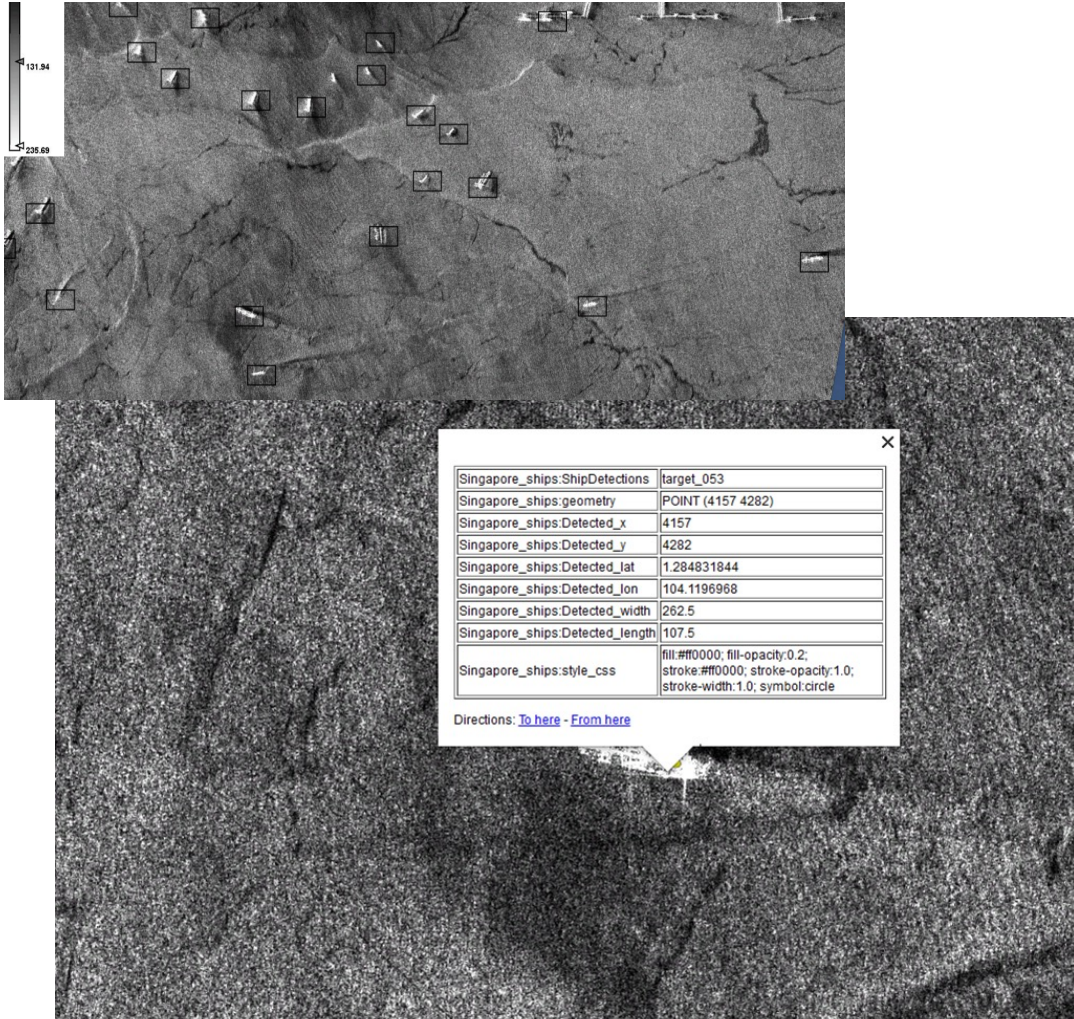 131.94
235.69
Singapore_ships:ShipDetections target_053
Singapore_ships:geometry POINT (4157 4282)
Singapore_ships:Detected_x 4157
Singapore_ships:Detected_y 4282
Singapore_ships:Detected_lat 1.284831844
Singapore_ships:Detected_lon 104.1196968
Singapore_ships:Detected_width 262.5
Singapore_ships:Detected_length 107.5
Singapore_ships:style_css fill:#ff0000; fill-opacity:0.2;
stroke:#ff0000; stroke-opacity:1.0;
stroke-width:1.0; symbol:circle
Directions: To here - From here